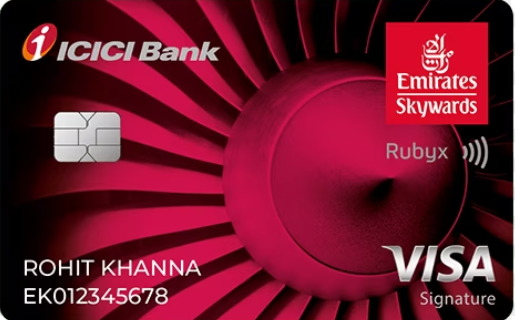 ICICI Bank
Emirates
Skywards
Rubyx
ROHIT KHANNA
EK012345678
VISA
Signature